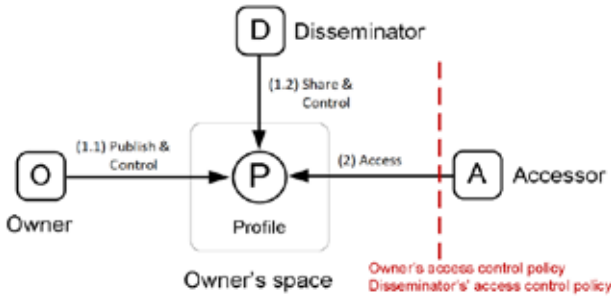 D
Disseminator
(1.2) Share &
Control
(1.1) Publish &
Control
O
Owner
P
Profile
(2) Access
A
Accessor
Owner's space
Owner's access control policy
Disseminators' access control policy